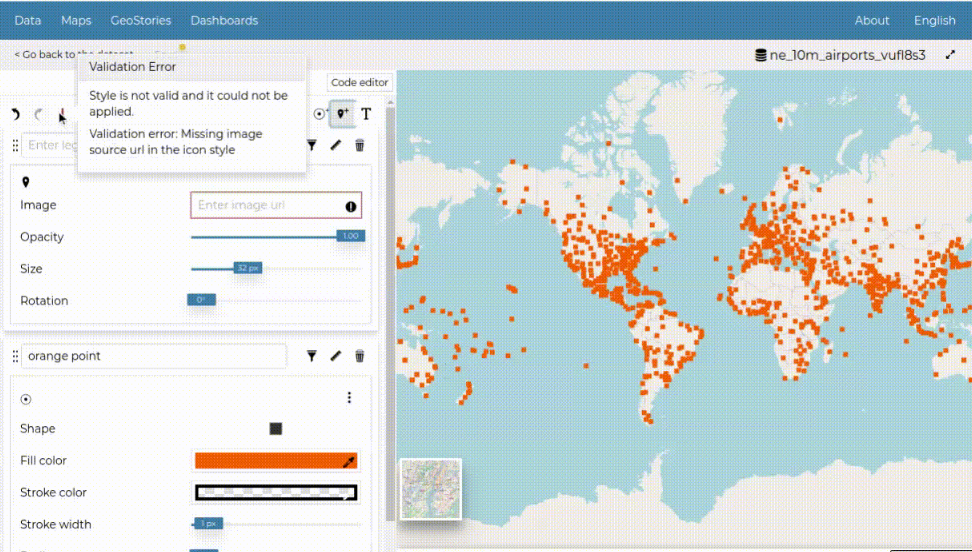 Data Maps GeoStories Dashboards About English
< Go back to the dataset
ne_10m_airports_vufl8s3
Validation Error
Style is not valid and it could not be
applied.
Validation error: Missing image
source url in the icon style
Code editor
T
Enter leg
Image Enter image url
Opacity 1.00
Size 32 px
Rotation 0°
orange point
Shape
Fill color
Stroke color
Stroke width 1 px